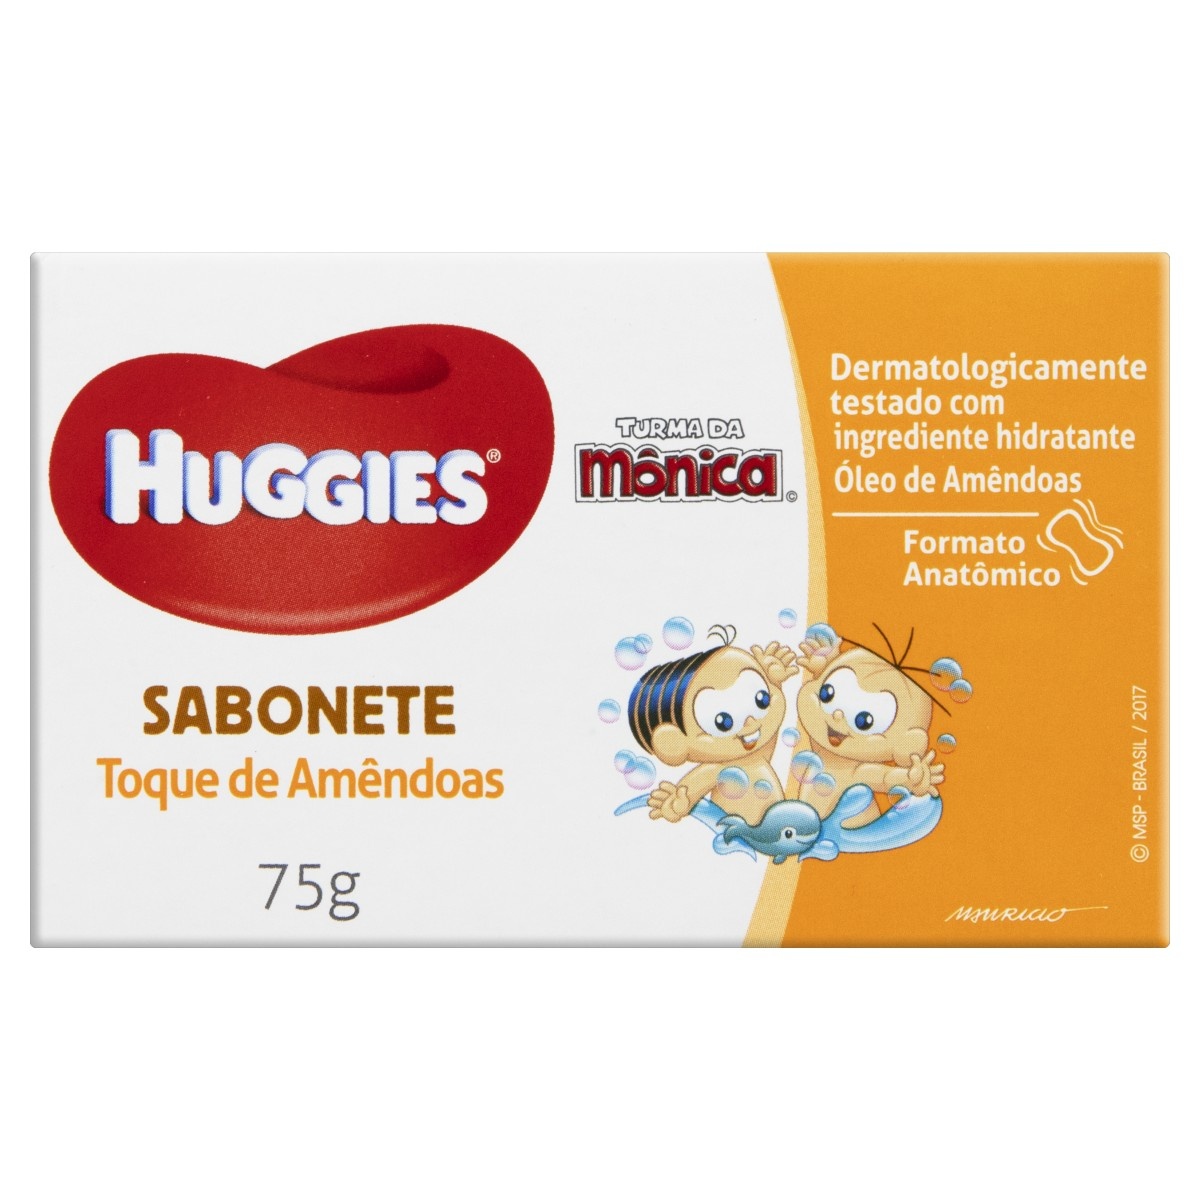 HUGGIES®
TURMA DA
MÔNICA ©
SABONETE
Toque de Amêndoas
75g
Dermatologicamente
testado com
ingrediente hidratante
Óleo de Amêndoas
Formato
Anatômico
© MSP - BRASIL / 2017
MAURICIO